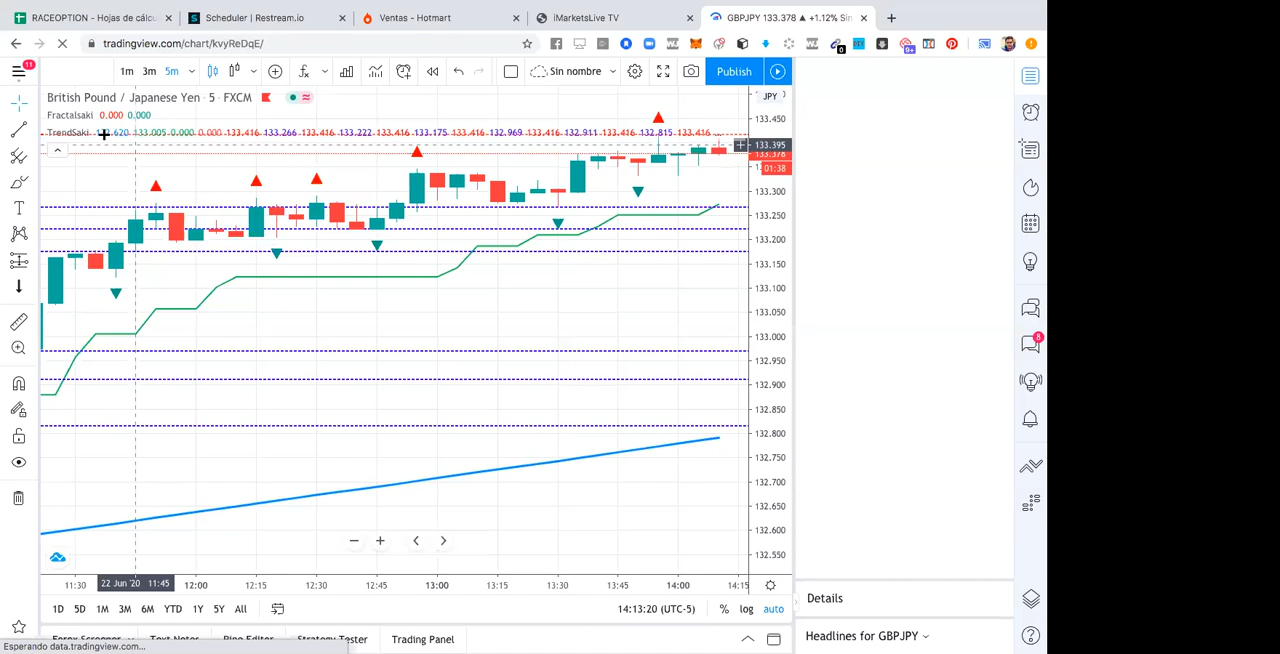 RACEOPTION - Hojas de cálcu
Scheduler | Restream.io
Ventas - Hotmart
iMarketsLive TV
GBPJPY 133.378 ▲ +1.12% Sin
tradingview.com/chart/kvyReDqE/
11
1m 3m 5m
Sin nombre
Publish
British Pound / Japanese Yen · 5 · FXCM
JPY
Fractalsaki 0.000 0.000
TrendSaki 132.620 133.005 0.000 0.000 133.416 133.266 133.416 133.222 133.416 133.175 133.416 132.969 133.416 132.911 133.416 132.815 133.416 ...
133.450
133.395
133.378
01:38
133.300
133.250
133.200
133.150
133.100
133.050
133.000
132.950
132.900
132.850
132.800
132.750
132.700
132.650
132.600
132.550
11:30 22 Jun '20 11:45 12:00 12:15 12:30 12:45 13:00 13:15 13:30 13:45 14:00 14:15
1D 5D 1M 3M 6M YTD 1Y 5Y All
14:13:20 (UTC-5) % log auto
Forex Screener Text Notes Pine Editor Strategy Tester Trading Panel
Esperando data.tradingview.com...
Details
Headlines for GBPJPY